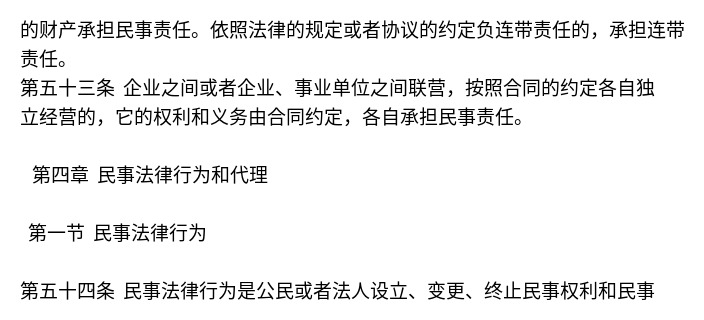 的财产承担民事责任。依照法律的规定或者协议的约定负连带责任的，承担连带
责任。
第五十三条 企业之间或者企业、事业单位之间联营，按照合同的约定各自独
立经营的，它的权利和义务由合同约定，各自承担民事责任。
第四章 民事法律行为和代理
第一节 民事法律行为
第五十四条 民事法律行为是公民或者法人设立、变更、终止民事权利和民事